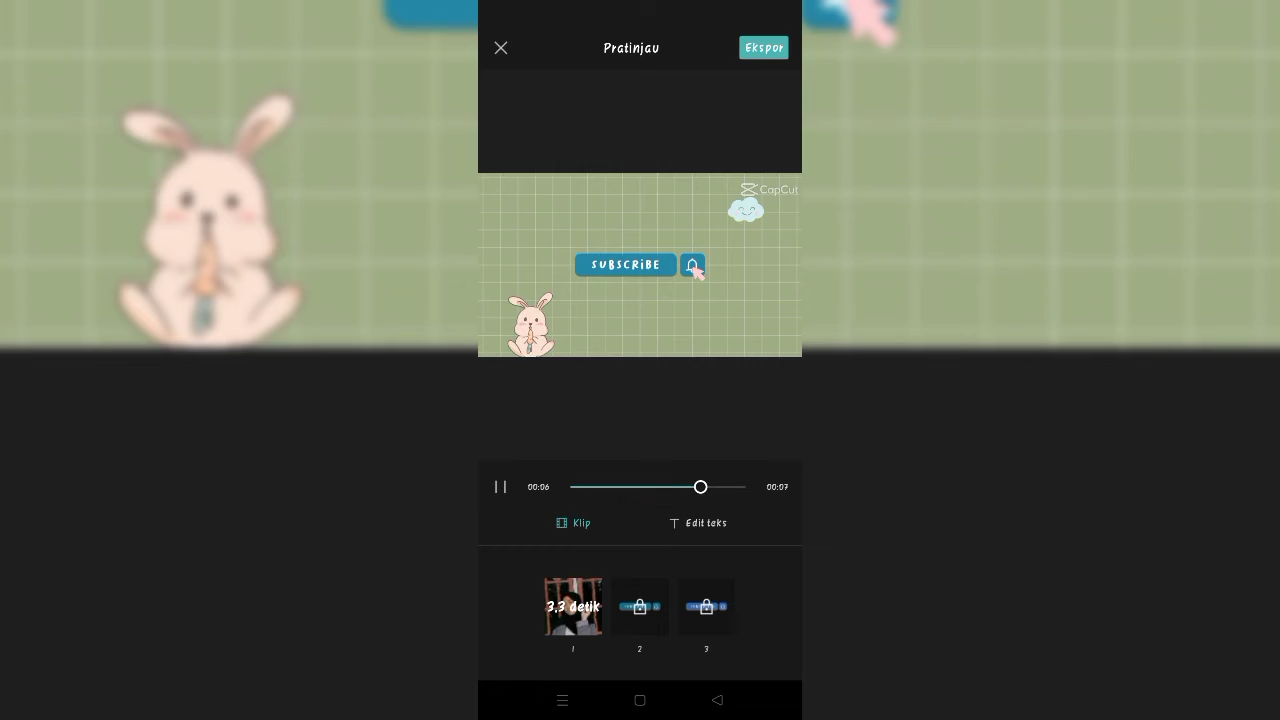 Pratinjau
Ekspor
CapCut
SUBSCRiBE
00:06
00:07
Klip
Edit teks
3.3 detik
1
2
3